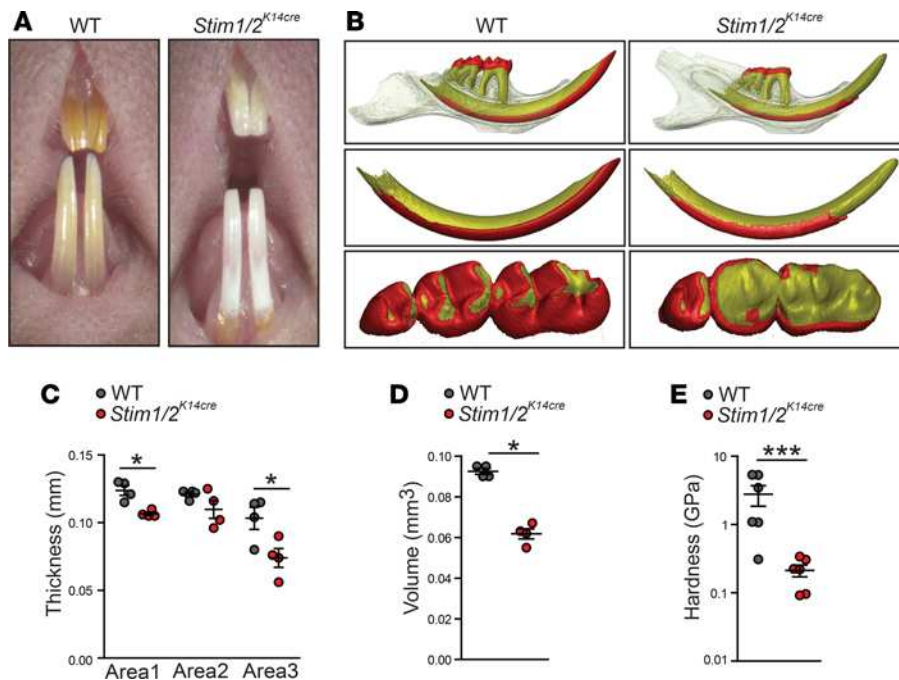 A
WT
Stim1/2K14cre
B
WT
Stim1/2K14cre
C
WT
Stim1/2K14cre
Thickness (mm)
0.15
0.10
0.05
0.00
*
*
Area1 Area2 Area3
D
WT
Stim1/2K14cre
Volume (mm3)
0.10
0.08
0.06
0.04
0.02
0.00
*
E
WT
Stim1/2K14cre
Hardness (GPa)
10
1
0.1
0.01
***